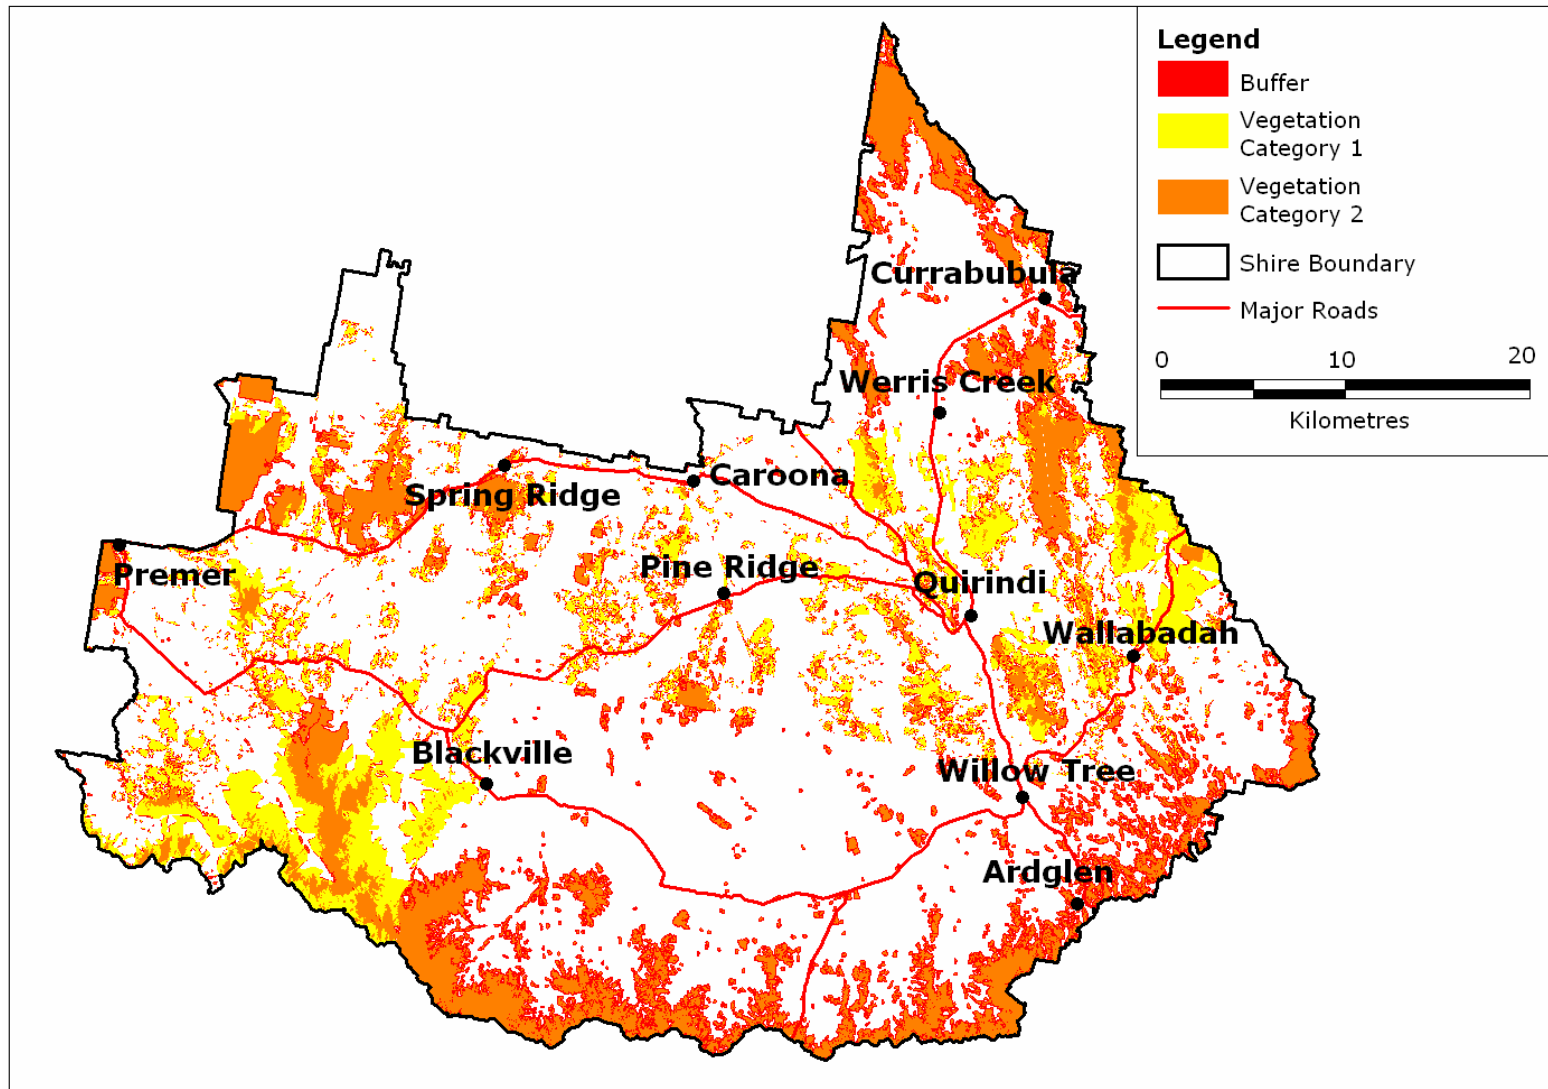 Legend
Buffer
Vegetation
Category 1
Vegetation
Category 2
Shire Boundary
Major Roads
0 10 20
Kilometres
Currabubula
Werris Creek
Caroona
Spring Ridge
Pine Ridge
Premer
Quirindi
Wallabadah
Blackville
Willow Tree
Ardglen